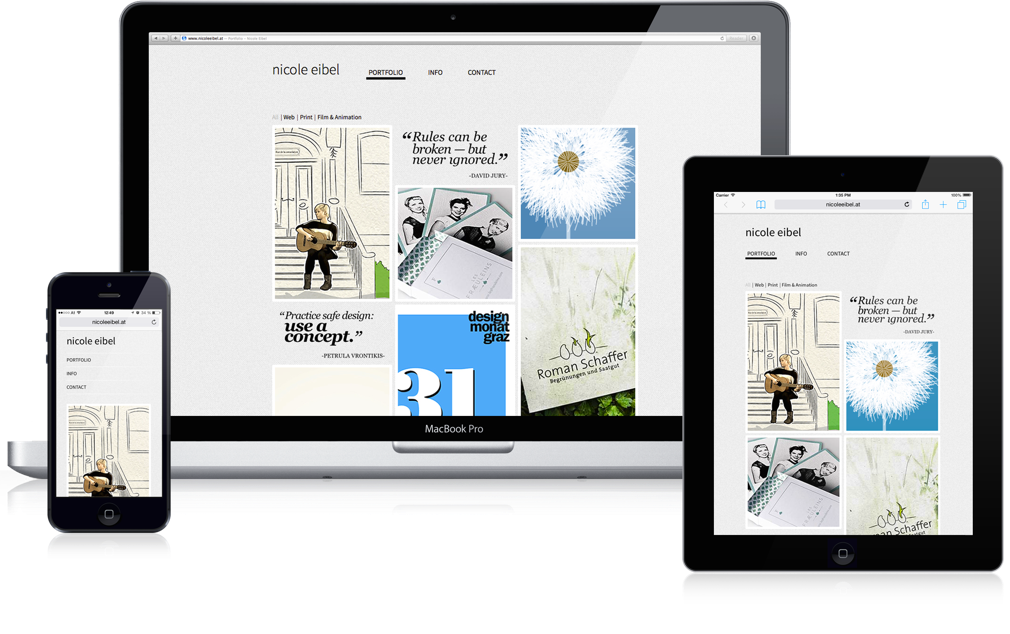 www.nicoleeibel.at
nicole eibel
PORTFOLIO
INFO
CONTACT
All | Web | Print | Film & Animation
“Rules can be
broken — but
never ignored.”
-DAVID JURY-
“Practice safe design:
use a
concept.”
-PETRULA VRONTIKIS-
design
monat
graz
31
Roman Schaffer
Begrünungen und Saatgut
MacBook Pro
12:49
nicoleeibel.at
nicole eibel
PORTFOLIO
INFO
CONTACT
Carrier
1:35 PM
100%
nicoleeibel.at
nicole eibel
PORTFOLIO
INFO
CONTACT
All | Web | Print | Film & Animation
“Rules can be
broken — but
never ignored.”
-DAVID JURY-
Roman Schaffer